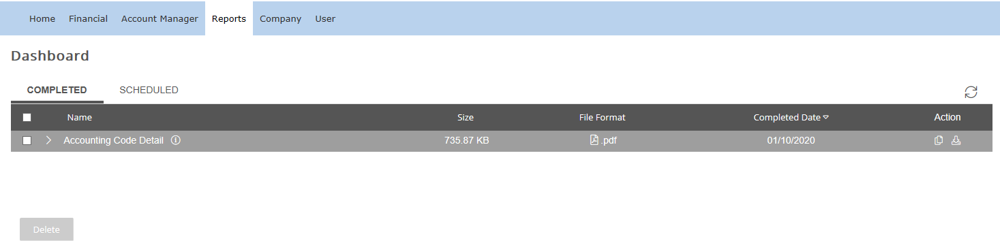 Home Financial Account Manager Reports Company User
Dashboard
COMPLETED SCHEDULED
Name Size File Format Completed Date Action
Accounting Code Detail 735.87 KB .pdf 01/10/2020
Delete